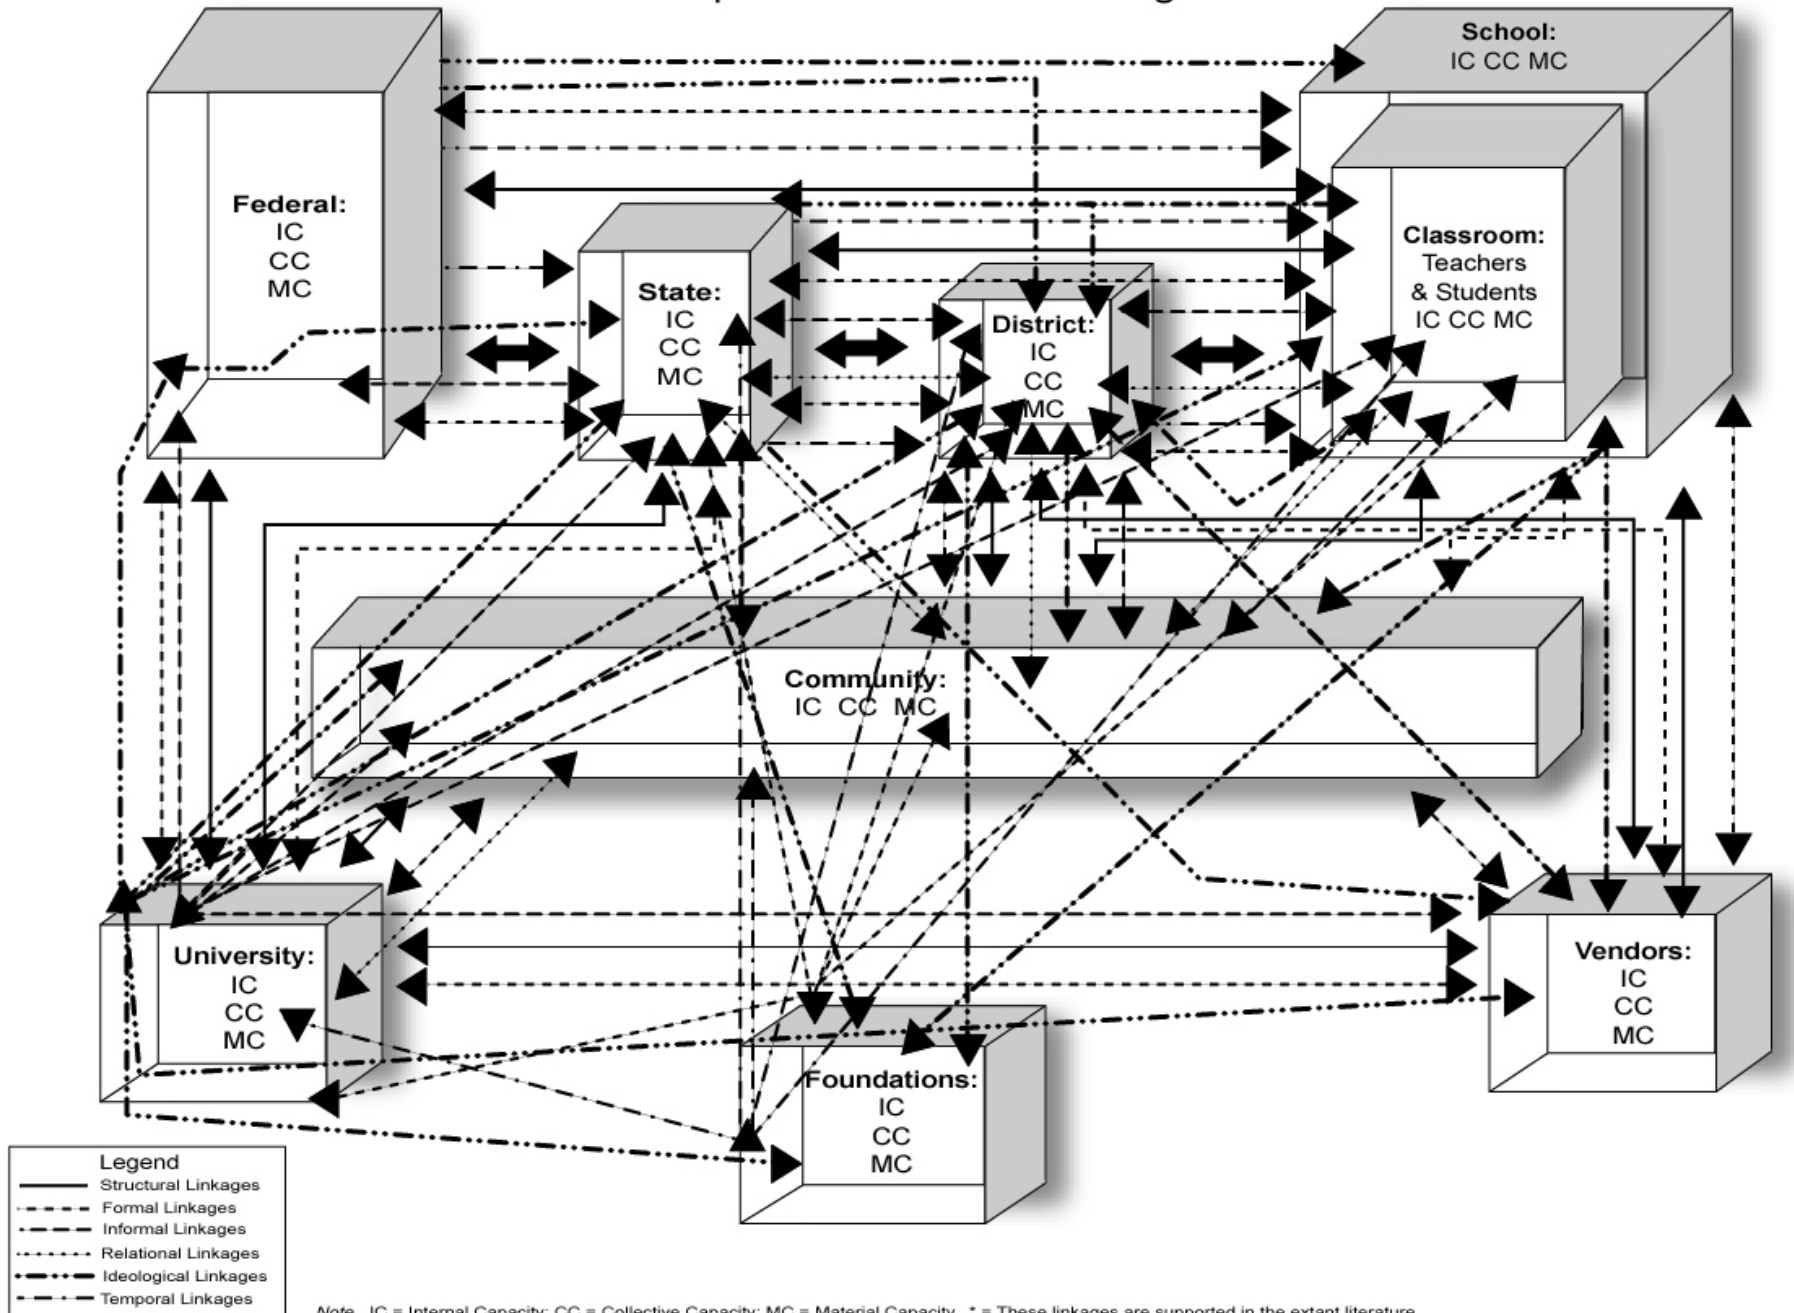 School:
IC CC MC
Federal:
IC
CC
MC
State:
IC
CC
MC
District:
IC
CC
MC
Classroom:
Teachers
& Students
IC CC MC
Community:
IC CC MC
University:
IC
CC
MC
Foundations:
IC
CC
MC
Vendors:
IC
CC
MC
Legend
Structural Linkages
Formal Linkages
Informal Linkages
Relational Linkages
Ideological Linkages
Temporal Linkages
Note. IC = Internal Capacity; CC = Collective Capacity; MC = Material Capacity. * = These linkages are supported in the extant literature